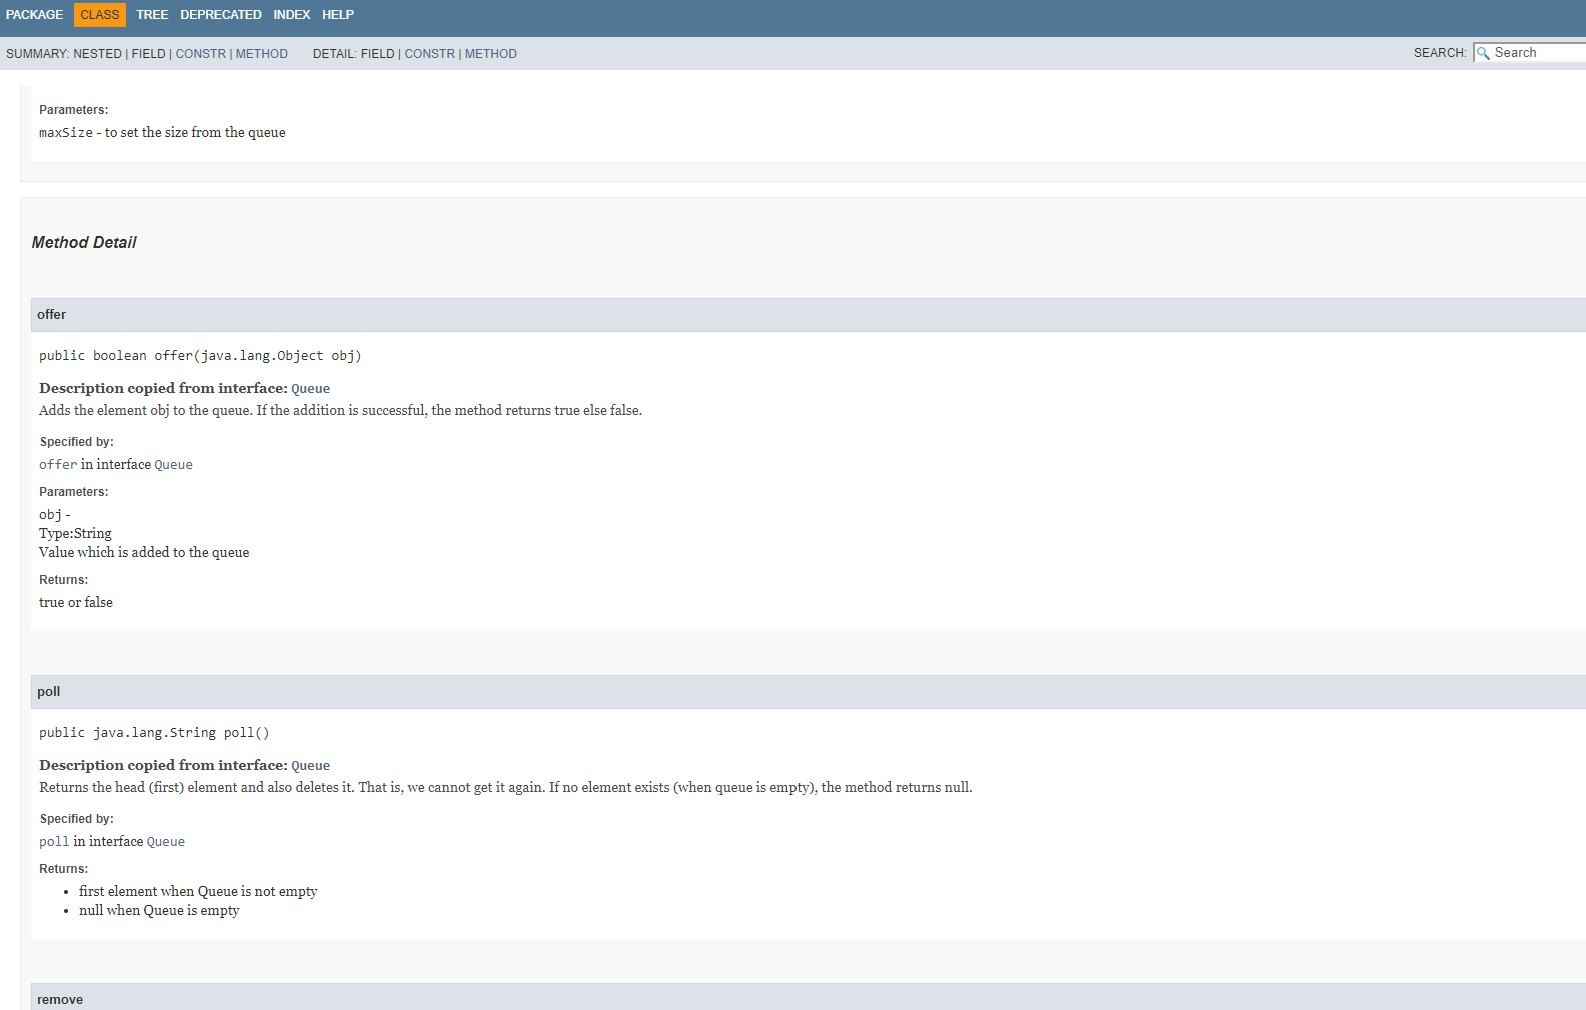 PACKAGE CLASS TREE DEPRECATED INDEX HELP
SUMMARY: NESTED | FIELD | CONSTR | METHOD DETAIL: FIELD | CONSTR | METHOD SEARCH: Search
Parameters:
maxSize - to set the size from the queue
Method Detail
offer
public boolean offer(java.lang.Object obj)
Description copied from interface: Queue
Adds the element obj to the queue. If the addition is successful, the method returns true else false.
Specified by:
offer in interface Queue
Parameters:
obj -
Type:String
Value which is added to the queue
Returns:
true or false
poll
public java.lang.String poll()
Description copied from interface: Queue
Returns the head (first) element and also deletes it. That is, we cannot get it again. If no element exists (when queue is empty), the method returns null.
Specified by:
poll in interface Queue
Returns:
• first element when Queue is not empty
• null when Queue is empty
remove